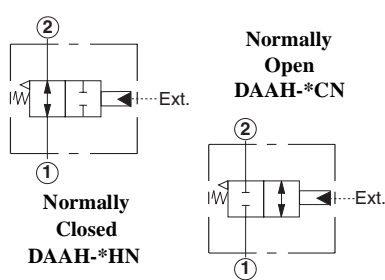 2
Ext.
1
Normally
Closed
DAAH-*HN
Normally
Open
DAAH-*CN
2
Ext.
1